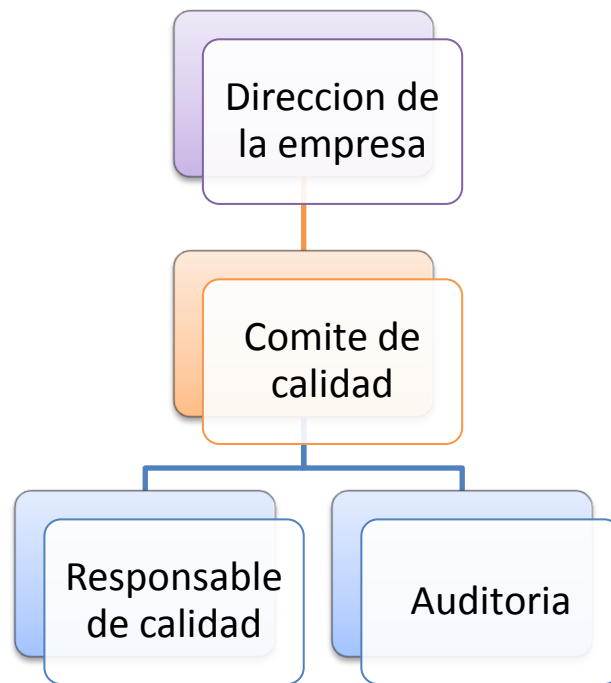 Direccion de
la empresa
Comite de
calidad
Responsable
de calidad
Auditoria